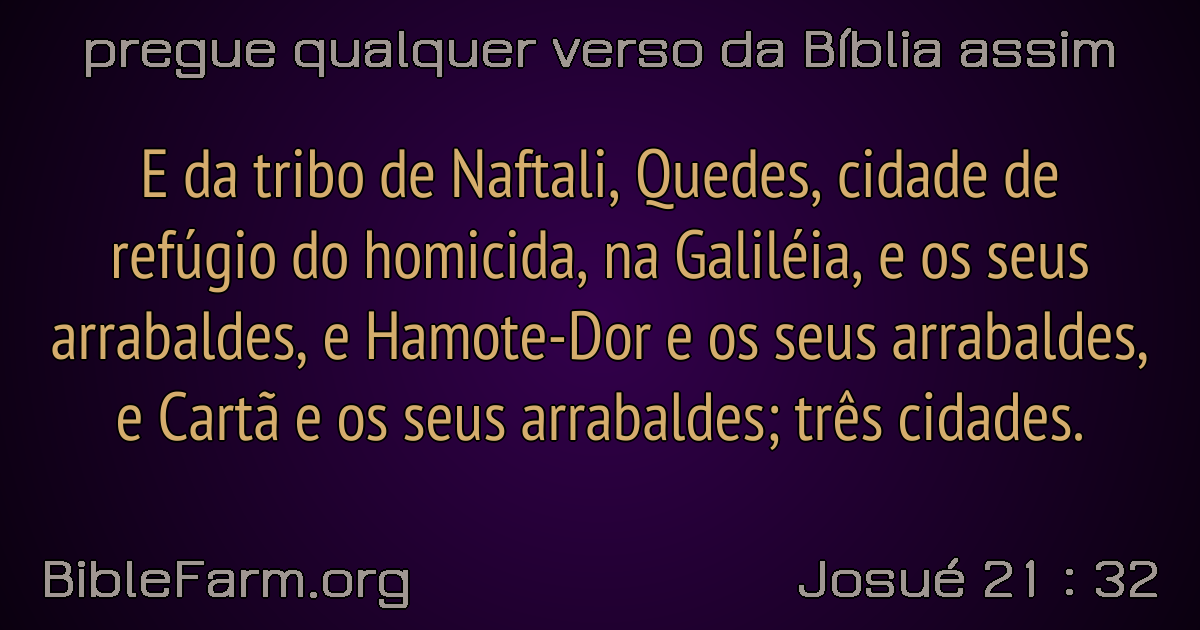 pregue qualquer verso da Bíblia assim
E da tribo de Naftali, Quedes, cidade de
refúgio do homicida, na Galiléia, e os seus
arrabaldes, e Hamote-Dor e os seus arrabaldes,
e Cartã e os seus arrabaldes; três cidades.
BibleFarm.org
Josué 21 : 32